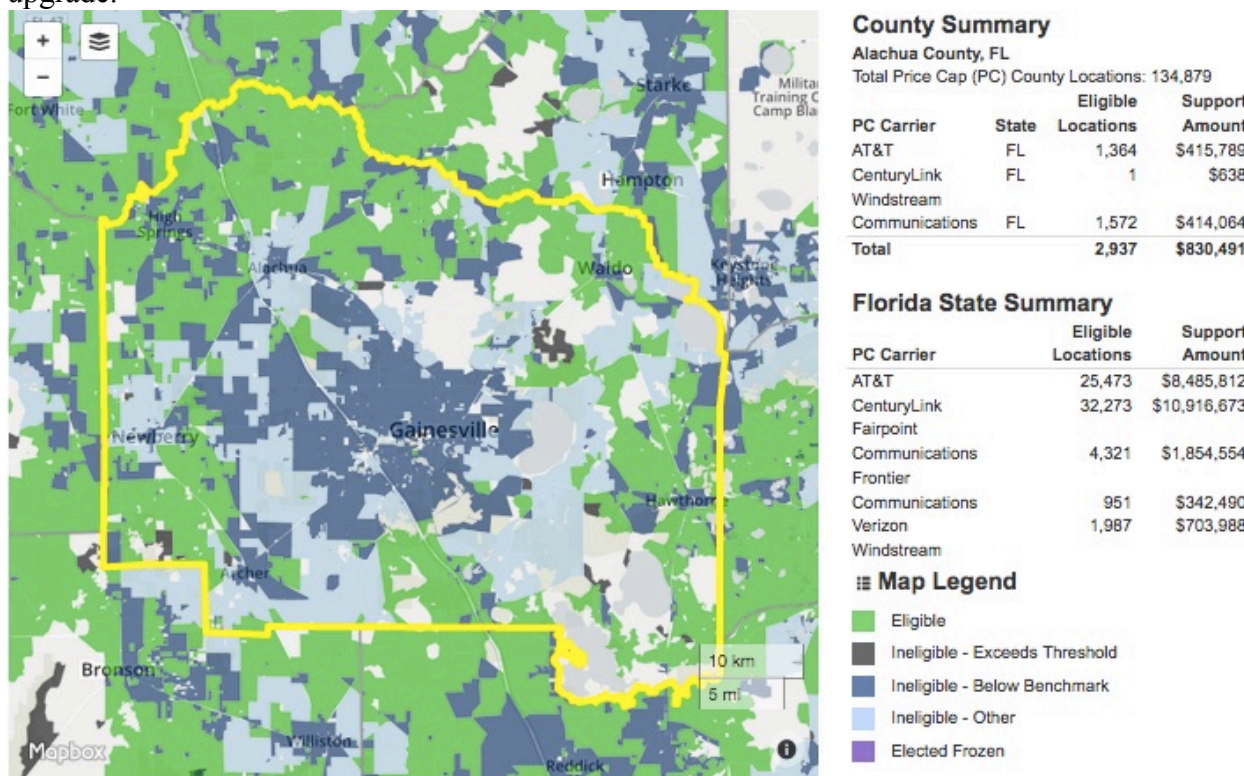 upgrade.
+
−
Fort White
Starke
Military
Training C
Camp Bla
Hampton
High
Springs
Alachua
Waldo
Keystone
Heights
Newberry
Gainesville
Hawthorne
Archer
Bronson
10 km
5 mi
Williston
Mapbox
Reddick
i
County Summary
Alachua County, FL
Total Price Cap (PC) County Locations: 134,879
Eligible Support
PC Carrier State Locations Amount
AT&T FL 1,364 $415,789
CenturyLink FL 1 $638
Windstream
Communications FL 1,572 $414,064
Total 2,937 $830,491
Florida State Summary
Eligible Support
PC Carrier Locations Amount
AT&T 25,473 $8,485,812
CenturyLink 32,273 $10,916,673
Fairpoint
Communications 4,321 $1,854,554
Frontier
Communications 951 $342,490
Verizon 1,987 $703,988
Windstream
Map Legend
Eligible
Ineligible - Exceeds Threshold
Ineligible - Below Benchmark
Ineligible - Other
Elected Frozen